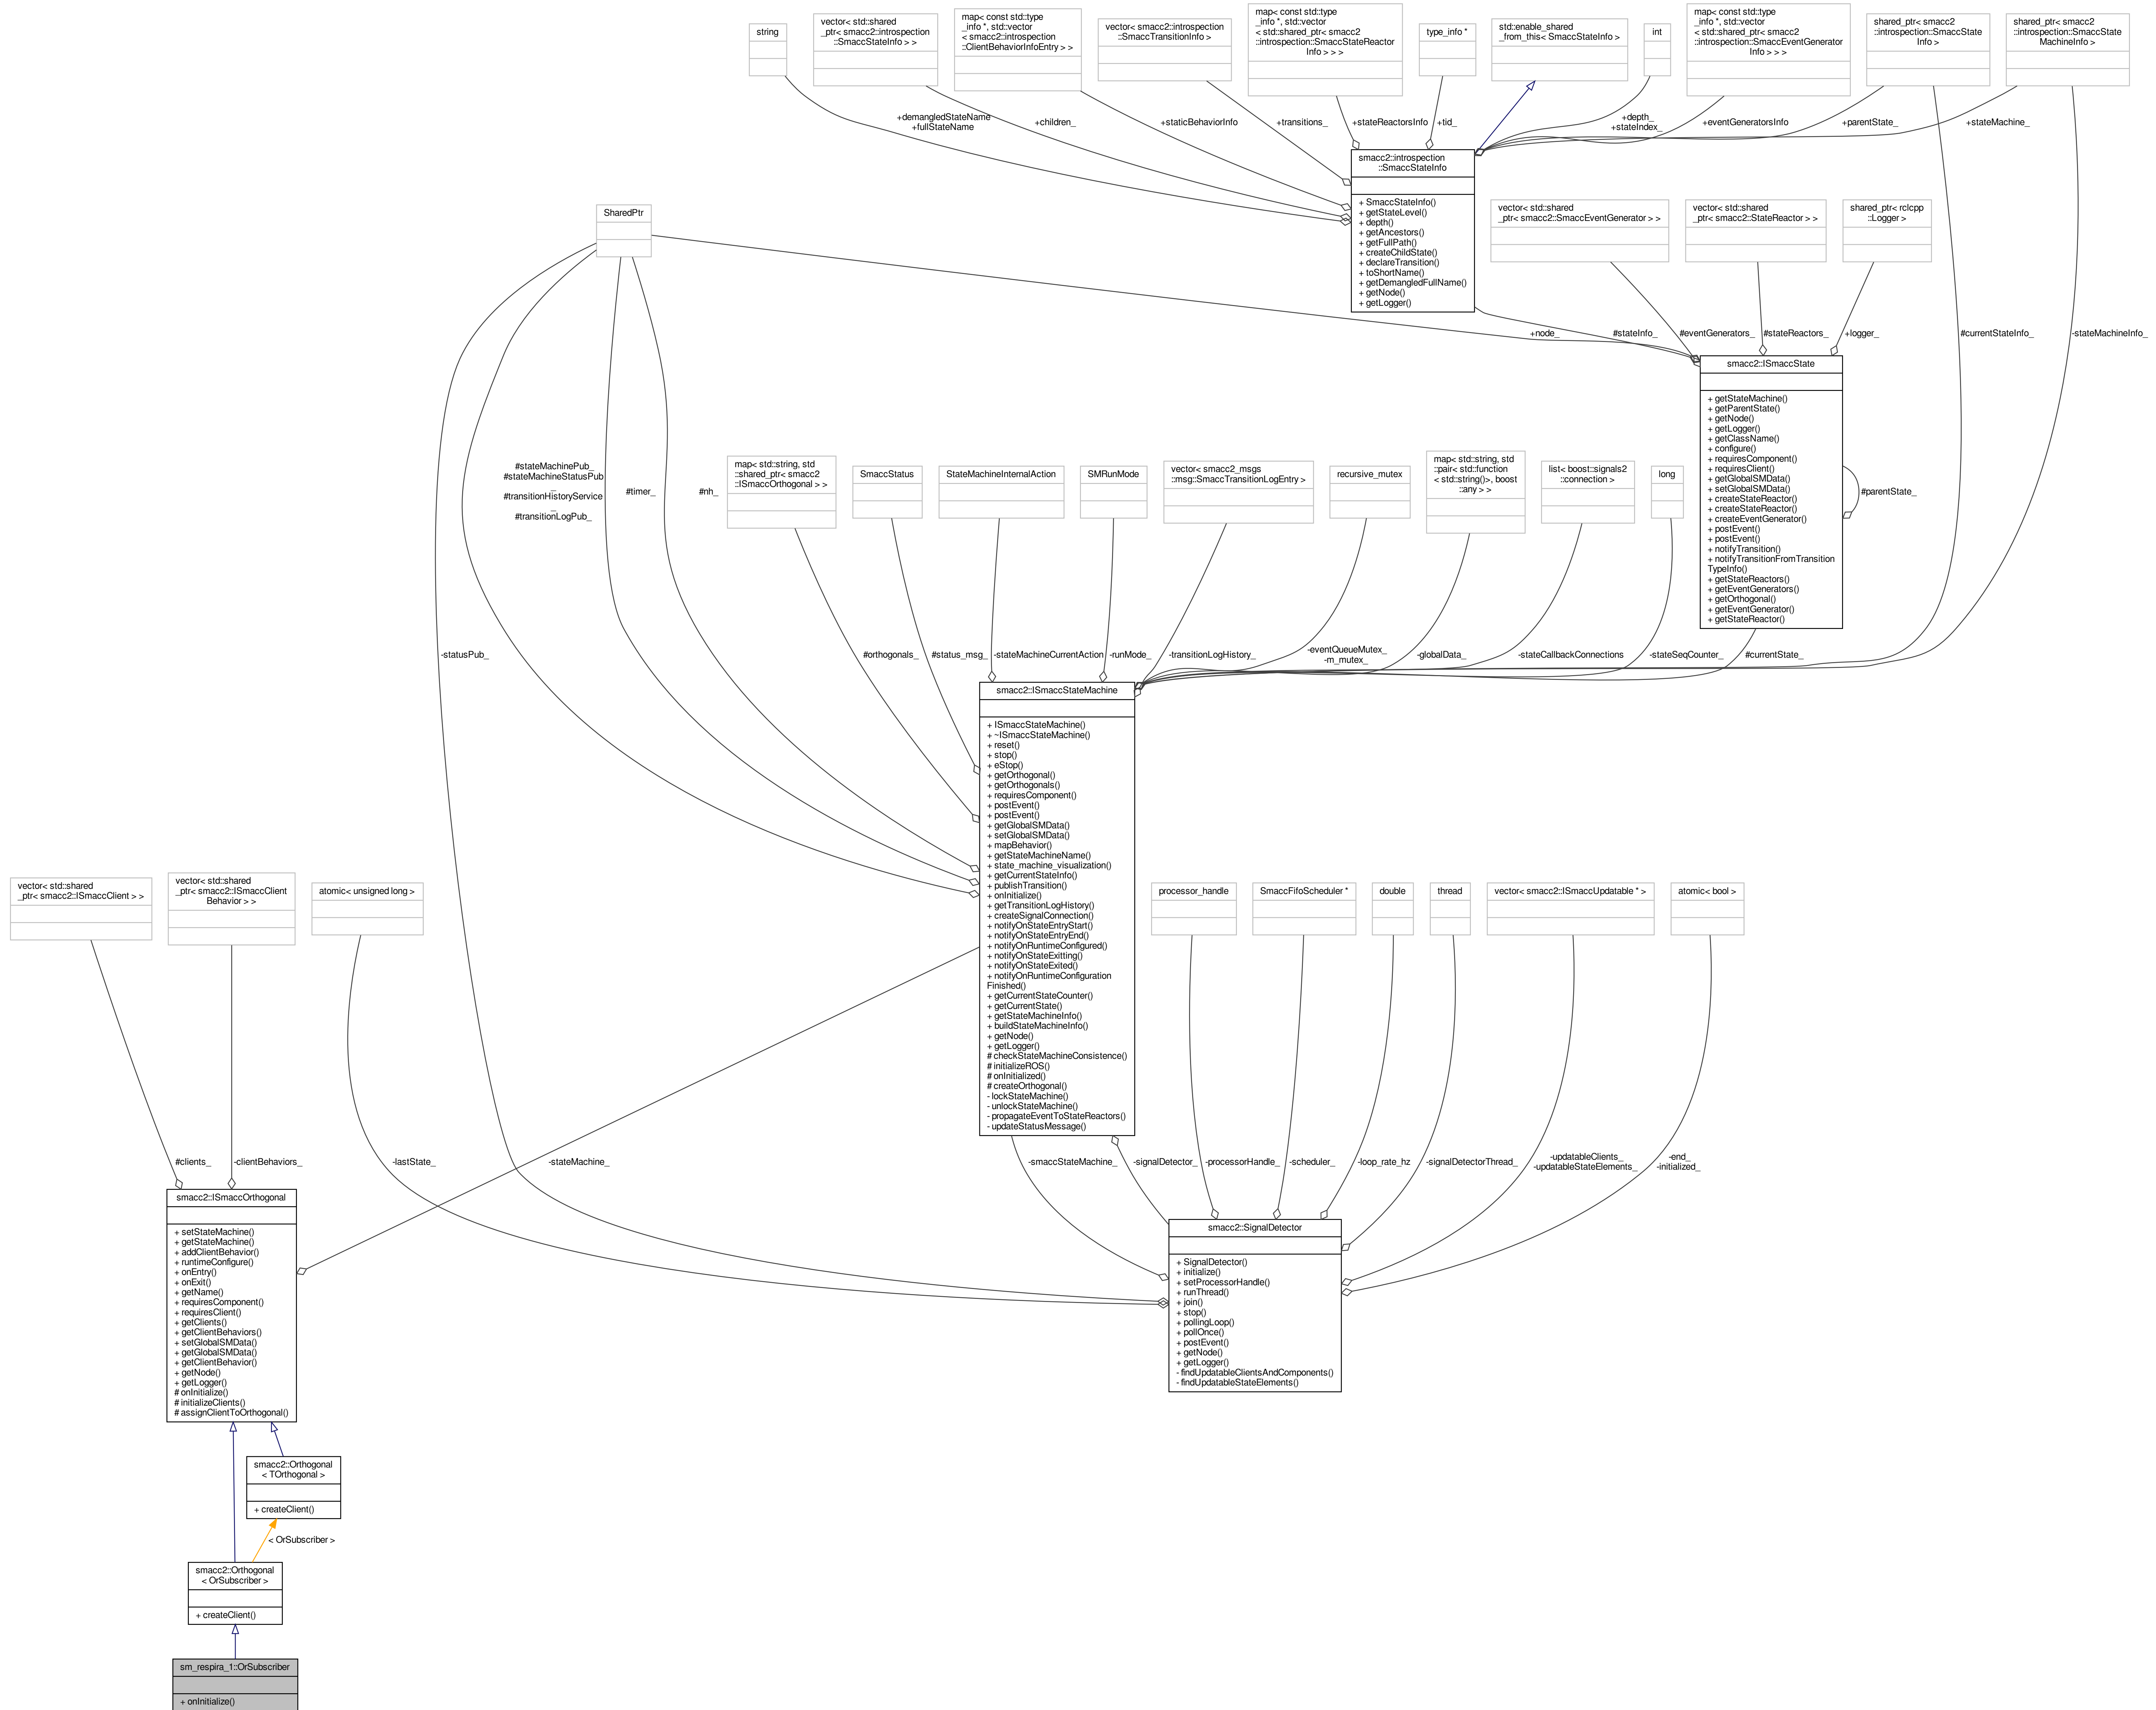 string
vector< std::shared
_ptr< smacc2::introspection
::SmaccStateInfo > >
map< const std::type
_info *, std::vector
< smacc2::introspection
::ClientBehaviorInfoEntry > >
vector< smacc2::introspection
::SmaccTransitionInfo >
map< const std::type
_info *, std::vector
< std::shared_ptr< smacc2
::introspection::SmaccStateReactor
Info > > >
type_info *
std::enable_shared
_from_this< SmaccStateInfo >
int
map< const std::type
_info *, std::vector
< std::shared_ptr< smacc2
::introspection::SmaccEventGenerator
Info > > >
shared_ptr< smacc2
::introspection::SmaccState
Info >
shared_ptr< smacc2
::introspection::SmaccState
MachineInfo >
+demangledStateName
+fullStateName
+children_
+staticBehaviorInfo
+transitions_
+stateReactorsInfo
+tid_
+depth_
+stateIndex_
+eventGeneratorsInfo
+parentState_
+stateMachine_
smacc2::introspection
::SmaccStateInfo
+ SmaccStateInfo()
+ getStateLevel()
+ depth()
+ getAncestors()
+ getFullPath()
+ createChildState()
+ declareTransition()
+ toShortName()
+ getDemangledFullName()
+ getNode()
+ getLogger()
SharedPtr
vector< std::shared
_ptr< smacc2::SmaccEventGenerator > >
vector< std::shared
_ptr< smacc2::StateReactor > >
shared_ptr< rclcpp
::Logger >
+node_
#stateInfo_
#eventGenerators_
#stateReactors_
+logger_
#currentStateInfo_
-stateMachineInfo_
smacc2::ISmaccState
+ getStateMachine()
+ getParentState()
+ getNode()
+ getLogger()
+ getClassName()
+ configure()
+ requiresComponent()
+ requiresClient()
+ getGlobalSMData()
+ setGlobalSMData()
+ createStateReactor()
+ createStateReactor()
+ createEventGenerator()
+ postEvent()
+ postEvent()
+ notifyTransition()
+ notifyTransitionFromTransition
TypeInfo()
+ getStateReactors()
+ getEventGenerators()
+ getOrthogonal()
+ getEventGenerator()
+ getStateReactor()
#parentState_
#stateMachinePub_
#stateMachineStatusPub
_
#transitionHistoryService
_
#transitionLogPub_
#timer_
#nh_
map< std::string, std
::shared_ptr< smacc2
::ISmaccOrthogonal > >
SmaccStatus
StateMachineInternalAction
SMRunMode
vector< smacc2_msgs
::msg::SmaccTransitionLogEntry >
recursive_mutex
map< std::string, std
::pair< std::function
< std::string()>, boost
::any > >
list< boost::signals2
::connection >
long
-statusPub_
#orthogonals_
#status_msg_
-stateMachineCurrentAction
-runMode_
-transitionLogHistory_
-eventQueueMutex_
-m_mutex_
-globalData_
-stateCallbackConnections
-stateSeqCounter_
#currentState_
smacc2::ISmaccStateMachine
+ ISmaccStateMachine()
+ ~ISmaccStateMachine()
+ reset()
+ stop()
+ eStop()
+ getOrthogonal()
+ getOrthogonals()
+ requiresComponent()
+ postEvent()
+ postEvent()
+ getGlobalSMData()
+ setGlobalSMData()
+ mapBehavior()
+ getStateMachineName()
+ state_machine_visualization()
+ getCurrentStateInfo()
+ publishTransition()
+ onInitialize()
+ getTransitionLogHistory()
+ createSignalConnection()
+ notifyOnStateEntryStart()
+ notifyOnStateEntryEnd()
+ notifyOnRuntimeConfigured()
+ notifyOnStateExitting()
+ notifyOnStateExited()
+ notifyOnRuntimeConfiguration
Finished()
+ getCurrentStateCounter()
+ getCurrentState()
+ getStateMachineInfo()
+ buildStateMachineInfo()
+ getNode()
+ getLogger()
# checkStateMachineConsistence()
# initializeROS()
# onInitialized()
# createOrthogonal()
- lockStateMachine()
- unlockStateMachine()
- propagateEventToStateReactors()
- updateStatusMessage()
vector< std::shared
_ptr< smacc2::ISmaccClient > >
vector< std::shared
_ptr< smacc2::ISmaccClient
Behavior > >
atomic< unsigned long >
processor_handle
SmaccFifoScheduler *
double
thread
vector< smacc2::ISmaccUpdatable * >
atomic< bool >
#clients_
-clientBehaviors_
-lastState_
-stateMachine_
-smaccStateMachine_
-signalDetector_
-processorHandle_
-scheduler_
-loop_rate_hz
-signalDetectorThread_
-updatableClients_
-updatableStateElements_
-end_
-initialized_
smacc2::ISmaccOrthogonal
+ setStateMachine()
+ getStateMachine()
+ addClientBehavior()
+ runtimeConfigure()
+ onEntry()
+ onExit()
+ getName()
+ requiresComponent()
+ requiresClient()
+ getClients()
+ getClientBehaviors()
+ setGlobalSMData()
+ getGlobalSMData()
+ getClientBehavior()
+ getNode()
+ getLogger()
# onInitialize()
# initializeClients()
# assignClientToOrthogonal()
smacc2::SignalDetector
+ SignalDetector()
+ initialize()
+ setProcessorHandle()
+ runThread()
+ join()
+ stop()
+ pollingLoop()
+ pollOnce()
+ postEvent()
+ getNode()
+ getLogger()
- findUpdatableClientsAndComponents()
- findUpdatableStateElements()
smacc2::Orthogonal
< TOrthogonal >
+ createClient()
< OrSubscriber >
smacc2::Orthogonal
< OrSubscriber >
+ createClient()
sm_respira_1::OrSubscriber
+ onInitialize()